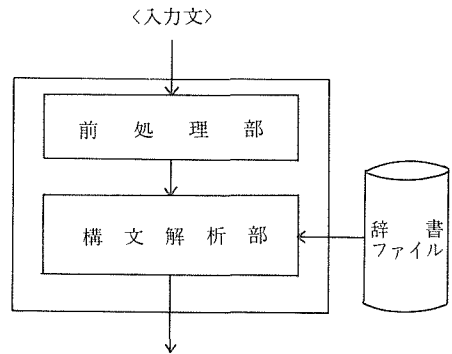 〈入力文〉
前処理部
構文解析部
辞書
ファイル